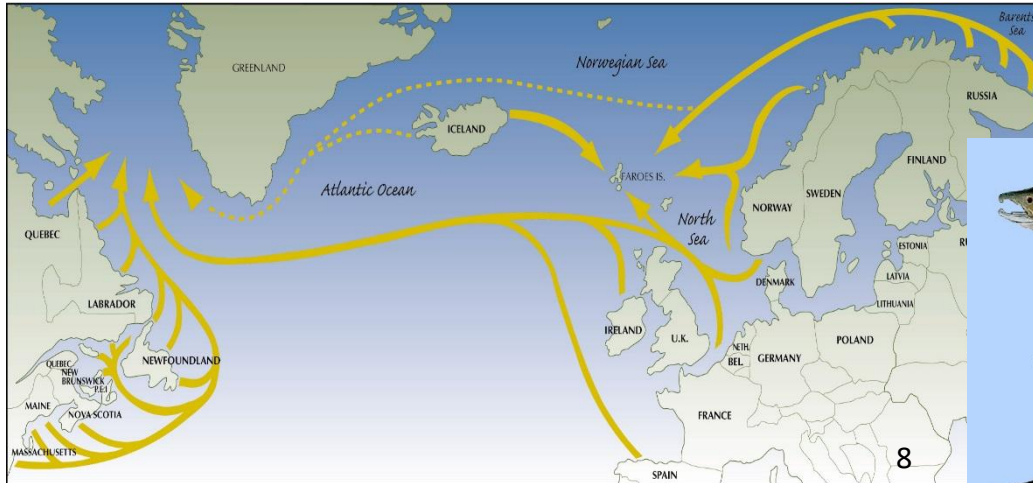 Barents
Sea
Norwegian Sea
GREENLAND
RUSSIA
ICELAND
FINLAND
FAROES IS.
Atlantic Ocean
SWEDEN
NORWAY
North
Sea
QUEBEC
ESTONIA
RU
LATVIA
DENMARK
LABRADOR
LITHUANIA
IRELAND
U.K.
POLAND
NETH.
BEL.
GERMANY
NEWFOUNDLAND
QUEBEC
NEW
BRUNSWICK
P.E.I
MAINE
NOVA SCOTIA
FRANCE
MASSACHUSETTS
SPAIN
8